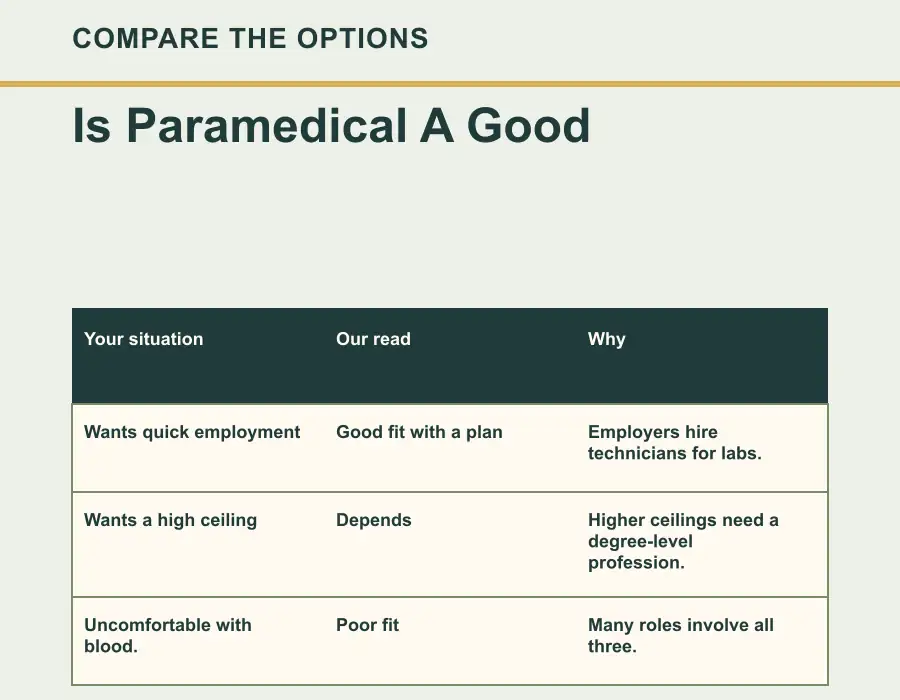 COMPARE THE OPTIONS
Is Paramedical A Good
Your situation
Our read
Why
Wants quick employment
Good fit with a plan
Employers hire
technicians for labs.
Wants a high ceiling
Depends
Higher ceilings need a
degree-level
profession.
Uncomfortable with
blood.
Poor fit
Many roles involve all
three.